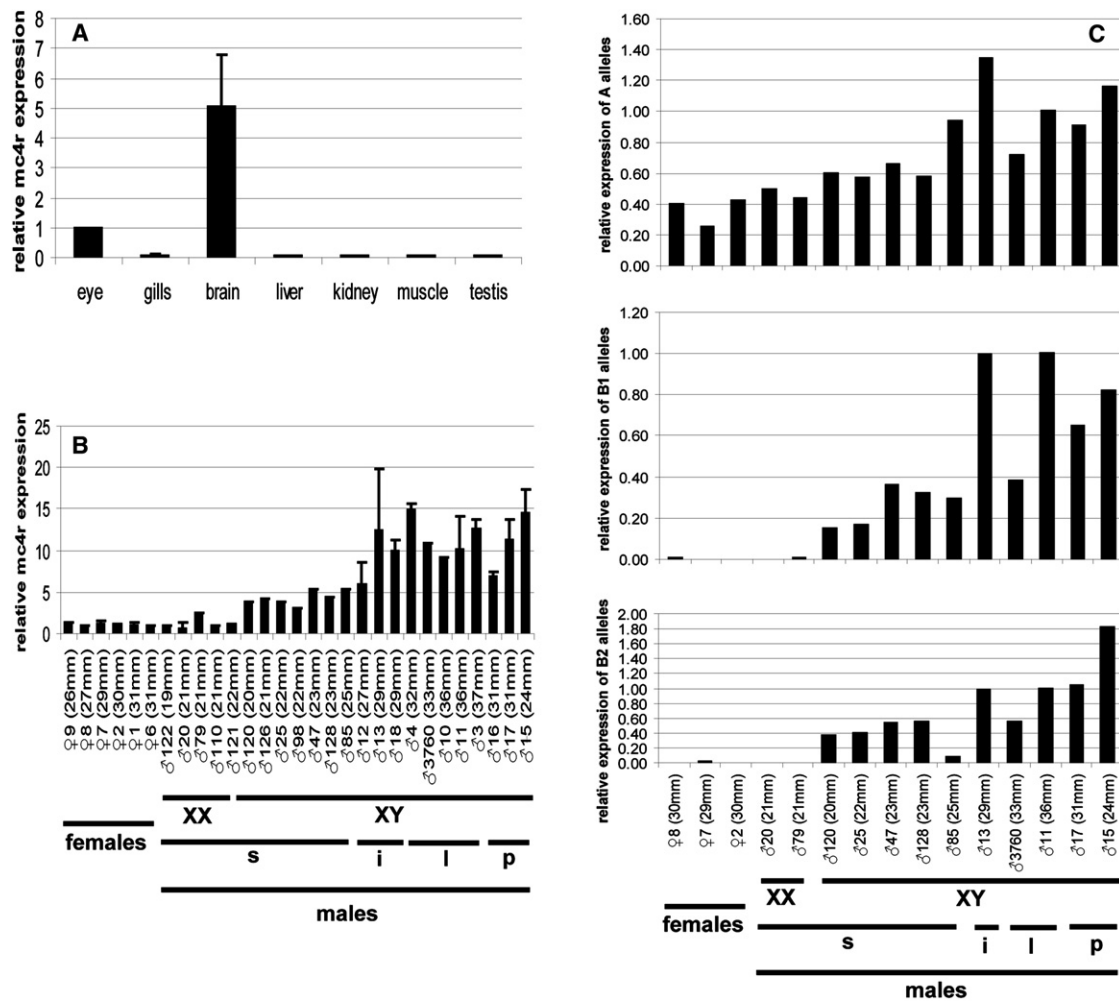 A
relative mc4r expression
8
7
6
5
4
3
2
1
0
eye gills brain liver kidney muscle testis
B
relative mc4r expression
25
20
15
10
5
0
♀9 (26mm)
♀8 (27mm)
♀7 (29mm)
♀2 (30mm)
♀1 (31mm)
♀6 (31mm)
♂122 (19mm)
♂20 (21mm)
♂79 (21mm)
♂110 (21mm)
♂121 (22mm)
♂120 (20mm)
♂126 (21mm)
♂25 (22mm)
♂98 (22mm)
♂47 (23mm)
♂128 (23mm)
♂85 (25mm)
♂12 (27mm)
♂13 (29mm)
♂18 (29mm)
♂4 (32mm)
♂3760 (33mm)
♂10 (36mm)
♂11 (36mm)
♂3 (37mm)
♂16 (31mm)
♂17 (31mm)
♂15 (24mm)
XX XY
females
s i l p
males
C
relative expression of A alleles
1.60
1.40
1.20
1.00
0.80
0.60
0.40
0.20
0.00
relative expression of B1 alleles
1.20
1.00
0.80
0.60
0.40
0.20
0.00
relative expression of B2 alleles
2.00
1.80
1.60
1.40
1.20
1.00
0.80
0.60
0.40
0.20
0.00
♀8 (30mm)
♀7 (29mm)
♀2 (30mm)
♂20 (21mm)
♂79 (21mm)
♂120 (20mm)
♂25 (22mm)
♂47 (23mm)
♂128 (23mm)
♂85 (25mm)
♂13 (29mm)
♂3760 (33mm)
♂11 (36mm)
♂17 (31mm)
♂15 (24mm)
XX XY
females
s i l p
males